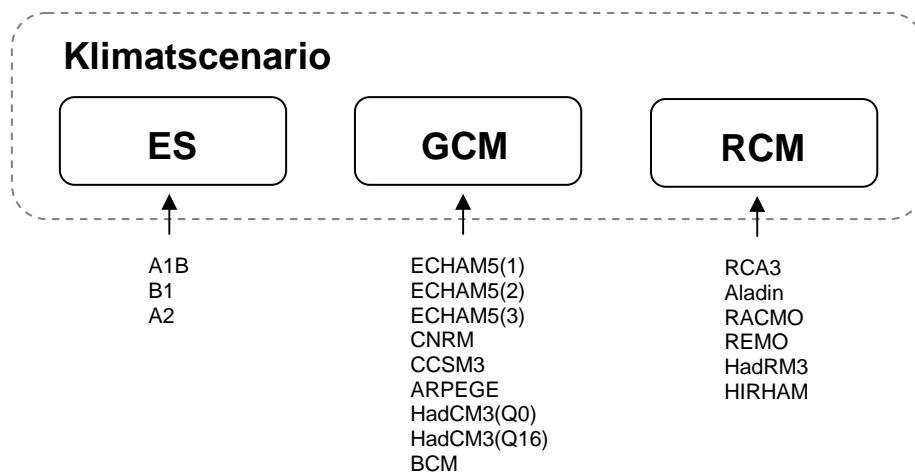 Klimatscenario
ES
GCM
RCM
A1B
B1
A2
ECHAM5(1)
ECHAM5(2)
ECHAM5(3)
CNRM
CCSM3
ARPEGE
HadCM3(Q0)
HadCM3(Q16)
BCM
RCA3
Aladin
RACMO
REMO
HadRM3
HIRHAM